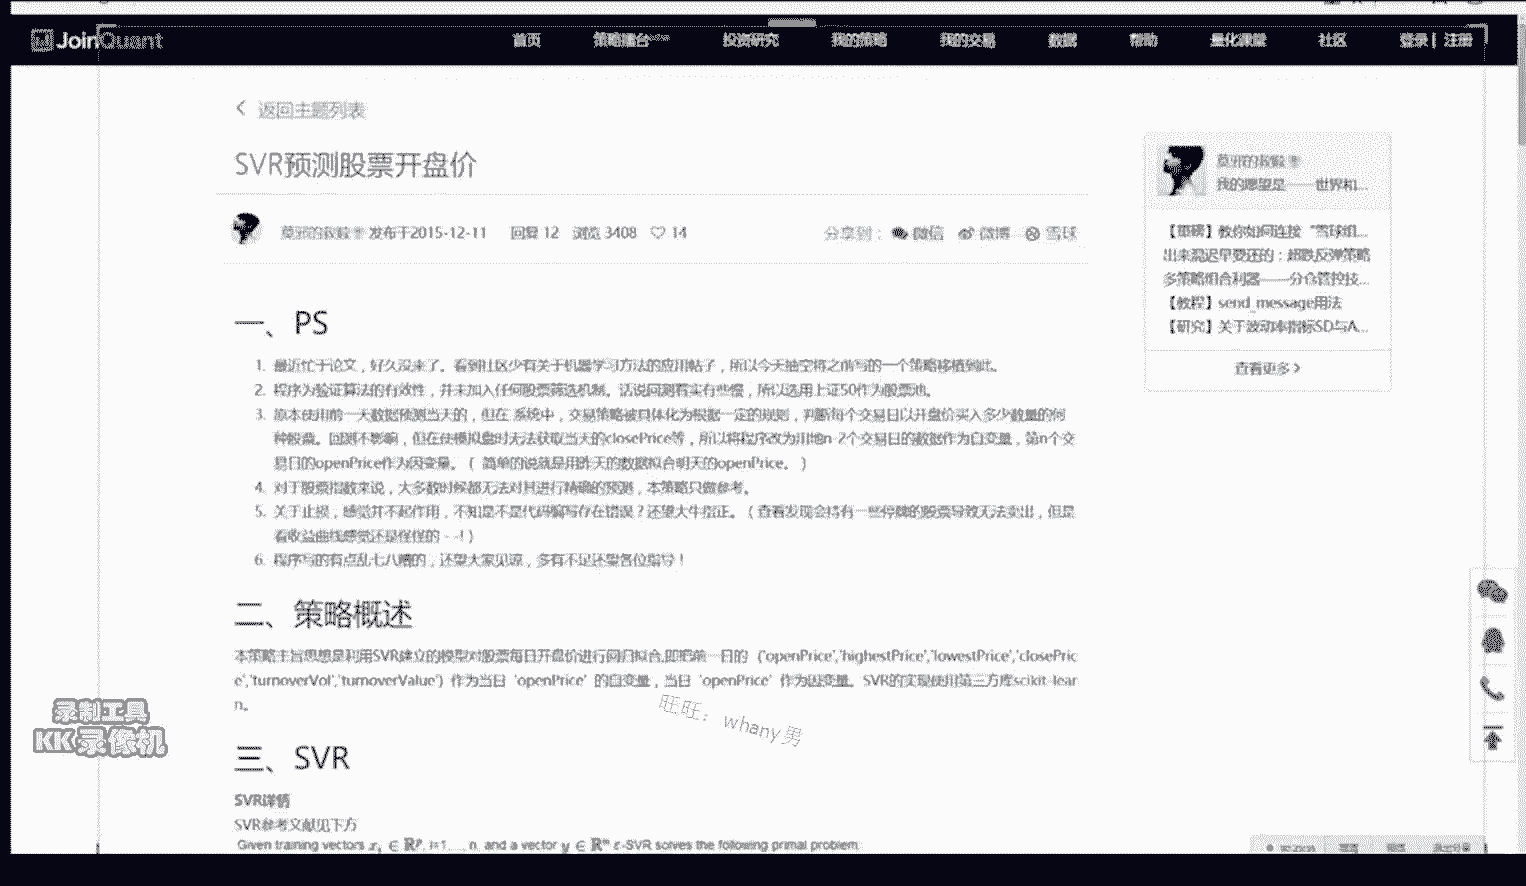 JoinQuant
首页 策略擂台 投资研究 我的策略 我的交易 数据 帮助 量化课堂 社区 登录 | 注册
返回主题列表
SVR预测股票开盘价
发布于2015-12-11 回复 12 浏览 3408 14
分享到： 微信 微博 雪球
一、PS
1. 最近忙于论文，好久没来了。看到社区少有关于机器学习方法的应用帖子，所以今天抽空将之前写的一个策略移植到此。
2. 程序为验证算法的有效性，并未加入任何股票筛选机制。话说回测着实有些慢，所以选用上证50作为股票池。
3. 原本使用前一天数据预测当天的，但在 系统中，交易策略被具体化为根据一定的规则，判断每个交易日以开盘价买入多少数量的何
种股票。回测不影响，但在使模拟盘时无法获取当天的closePrice等，所以将程序改为用地n-2个交易日的数据作为自变量，第n个交
易日的openPrice作为因变量。（ 简单的说就是用昨天的数据拟合明天的openPrice。）
4. 对于股票指数来说，大多数时候都无法对其进行精确的预测，本策略只做参考。
5. 关于止损，感觉并不起作用，不知是不是代码编写存在错误？还望大牛指正。（ 查看发现会持有一些停牌的股票导致无法卖出，但是
看收益曲线感觉还是怪怪的 - -！）
6. 程序写的有点乱七八糟的，还望大家见谅，多有不足还望各位指导！
二、策略概述
本策略主旨思想是利用SVR建立的模型对股票每日开盘价进行回归拟合,即把前一日的（'openPrice','highestPrice','lowestPrice','closePric
e','turnoverVol','turnoverValue'）作为当日‘openPrice’的自变量，当日‘openPrice’作为因变量。SVR的实现使用第三方库scikit-lear
n。
三、SVR
SVR详情
SVR参考文献见下方
Given training vectors x_i ∈ ℝ^p, i=1,..., n, and a vector y ∈ ℝ^n ε-SVR solves the following primal problem:
我的愿望是——世界和...
【重磅】教你如何连接“雪球组...
出来混迟早要还的：超跌反弹策略
多策略组合利器——分仓管控技...
【教程】send_message用法
【研究】关于波动率指标SD与A...
查看更多
录制工具
KK录像机
旺旺：whany男